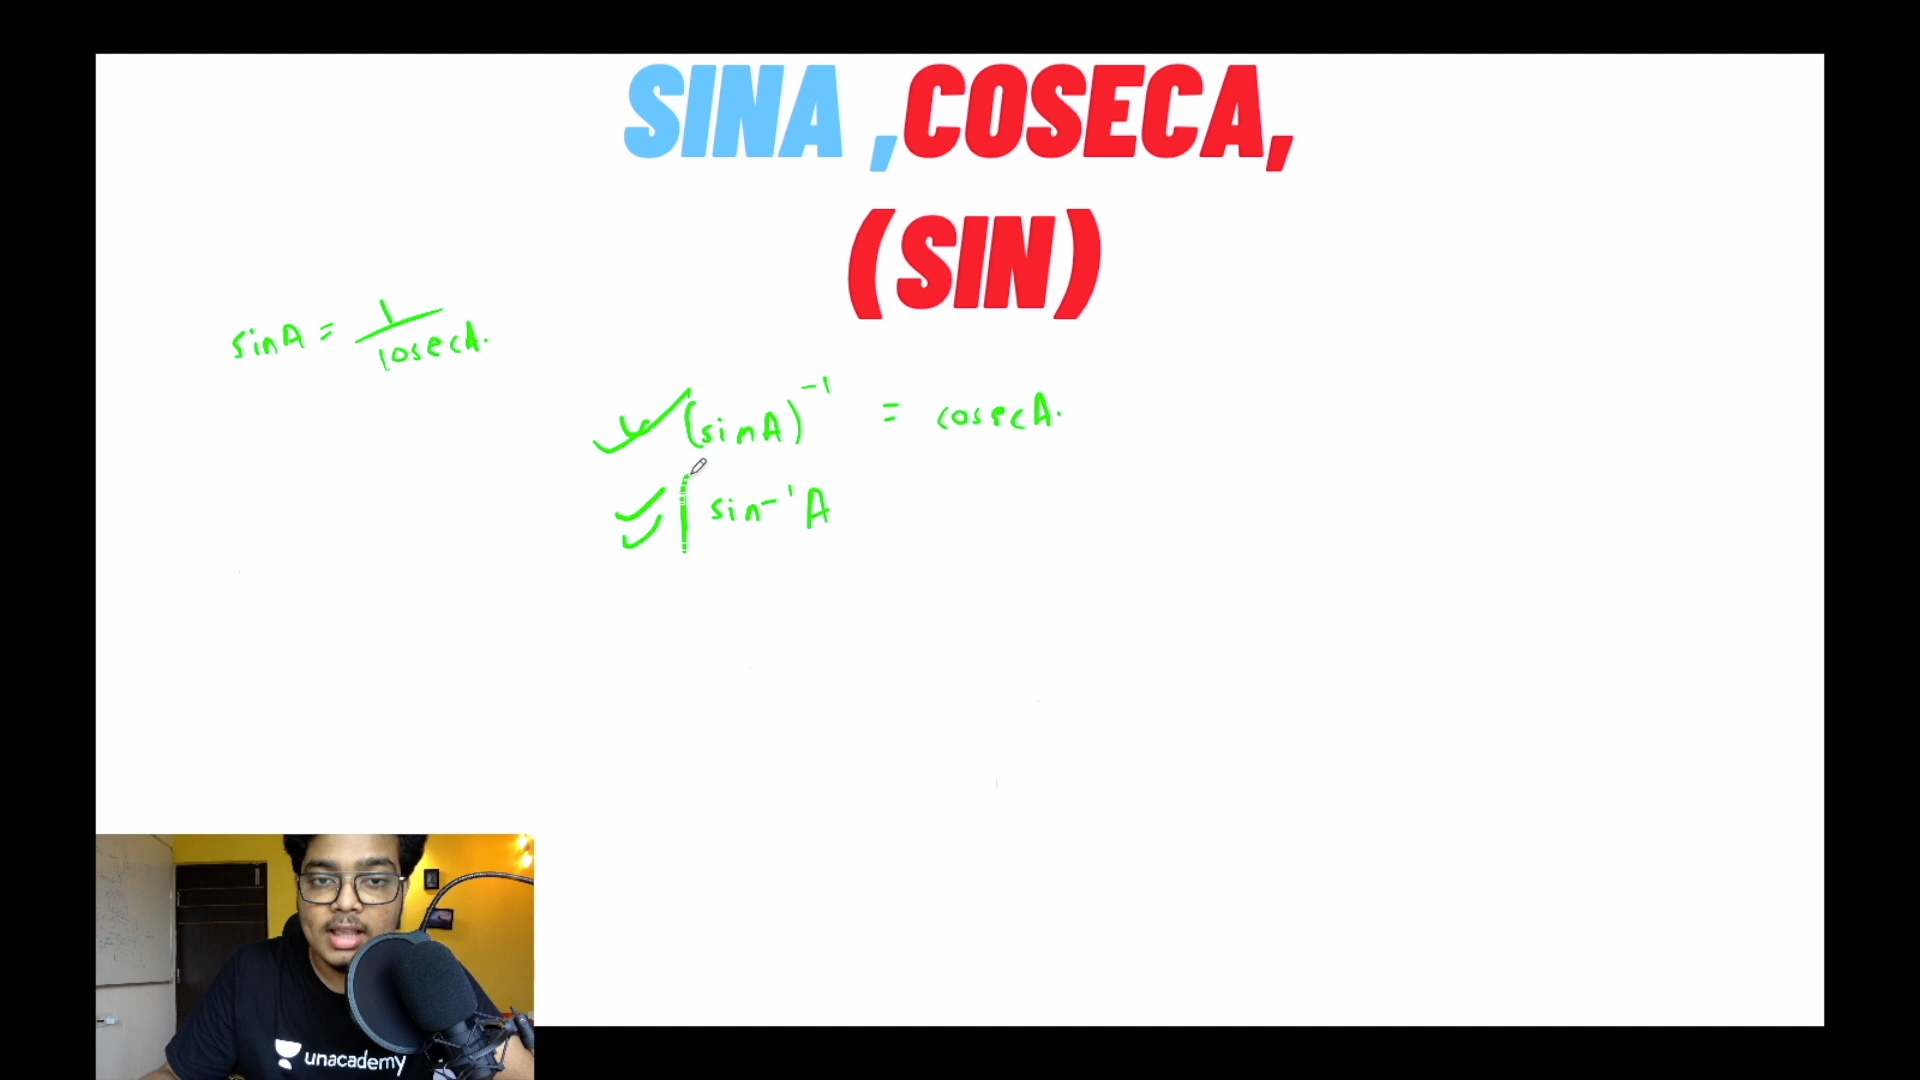 SINA ,COSECA,
(SIN)
sinA = 1/cosecA.
(sinA)⁻¹ = cosecA.
sin⁻¹A
unacademy